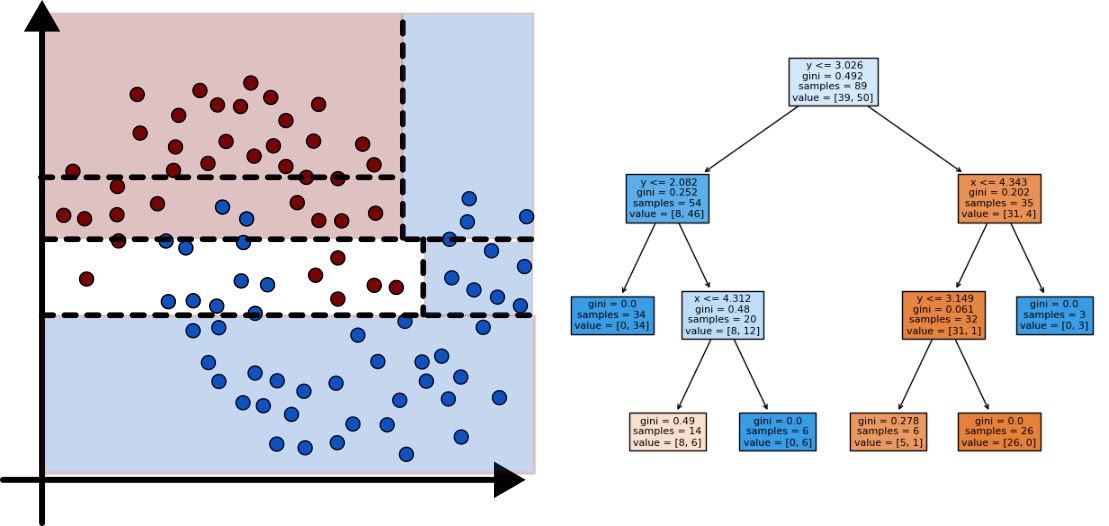 y <= 3.026
gini = 0.492
samples = 89
value = [39, 50]
y <= 2.082
gini = 0.252
samples = 54
value = [8, 46]
x <= 4.343
gini = 0.202
samples = 35
value = [31, 4]
gini = 0.0
samples = 34
value = [0, 34]
x <= 4.312
gini = 0.48
samples = 20
value = [8, 12]
y <= 3.149
gini = 0.061
samples = 32
value = [31, 1]
gini = 0.0
samples = 3
value = [0, 3]
gini = 0.49
samples = 14
value = [8, 6]
gini = 0.0
samples = 6
value = [0, 6]
gini = 0.278
samples = 6
value = [5, 1]
gini = 0.0
samples = 26
value = [26, 0]